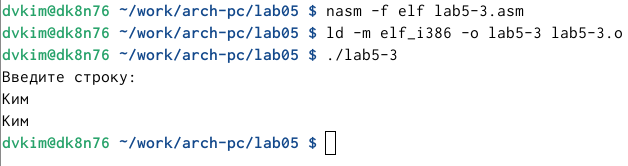 dvkim@dk8n76 ~/work/arch-pc/lab05 $ nasm -f elf lab5-3.asm
dvkim@dk8n76 ~/work/arch-pc/lab05 $ ld -m elf_i386 -o lab5-3 lab5-3.o
dvkim@dk8n76 ~/work/arch-pc/lab05 $ ./lab5-3
Введите строку:
Ким
Ким
dvkim@dk8n76 ~/work/arch-pc/lab05 $